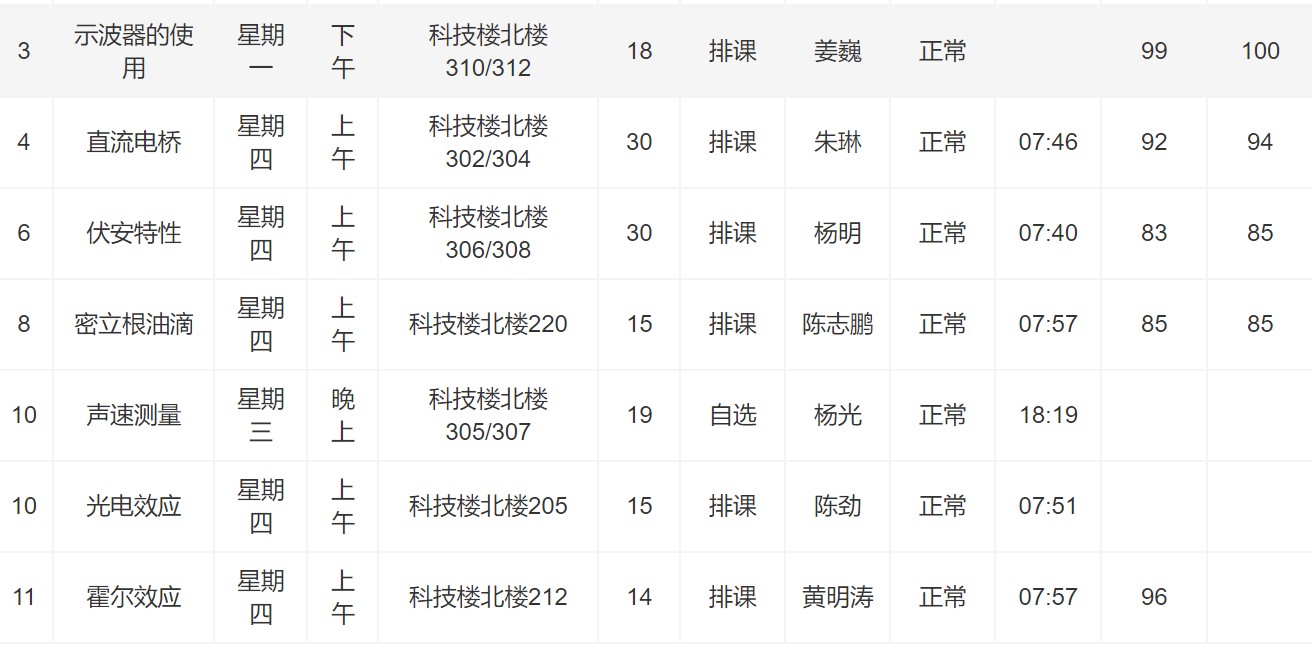 3 示波器的使用 星期一 下午 科技楼北楼310/312 18 排课 姜巍 正常 99 100
4 直流电桥 星期四 上午 科技楼北楼302/304 30 排课 朱琳 正常 07:46 92 94
6 伏安特性 星期四 上午 科技楼北楼306/308 30 排课 杨明 正常 07:40 83 85
8 密立根油滴 星期四 上午 科技楼北楼220 15 排课 陈志鹏 正常 07:57 85 85
10 声速测量 星期三 晚上 科技楼北楼305/307 19 自选 杨光 正常 18:19
10 光电效应 星期四 上午 科技楼北楼205 15 排课 陈劲 正常 07:51
11 霍尔效应 星期四 上午 科技楼北楼212 14 排课 黄明涛 正常 07:57 96